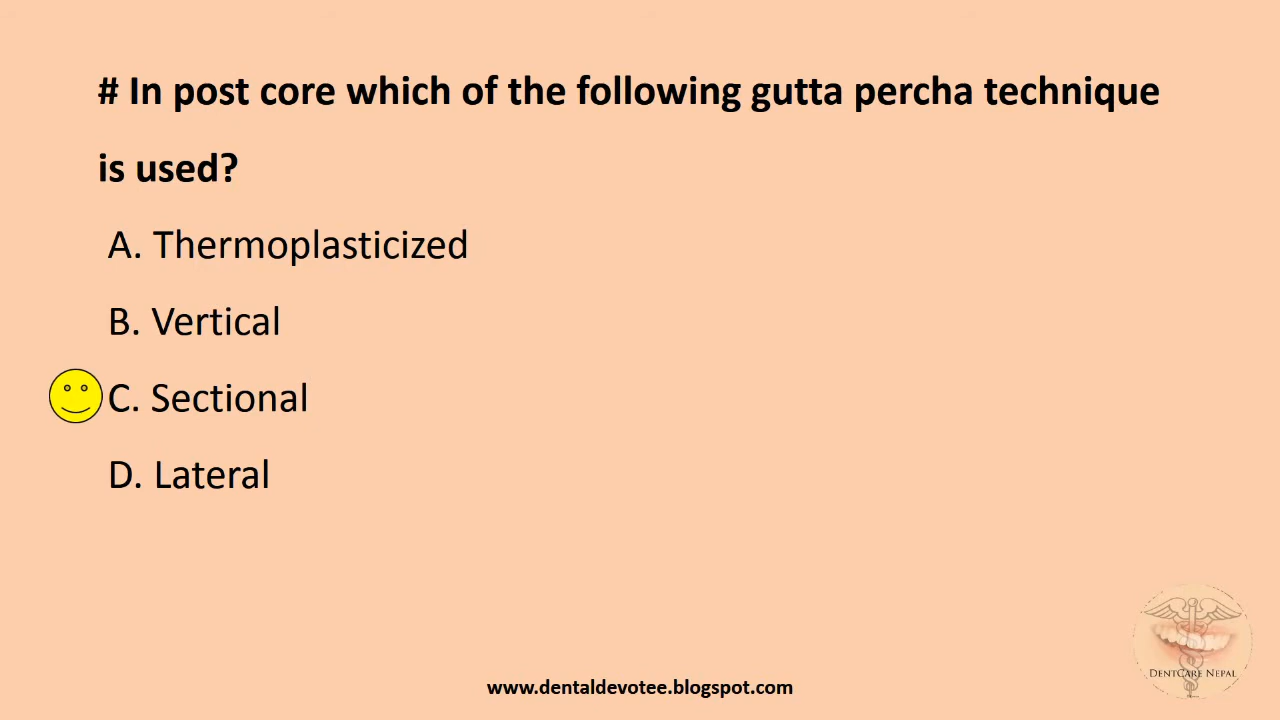 # In post core which of the following gutta percha technique
is used?
A. Thermoplasticized
B. Vertical
C. Sectional
D. Lateral
DENTCARE NEPAL
www.dentaldevotee.blogspot.com